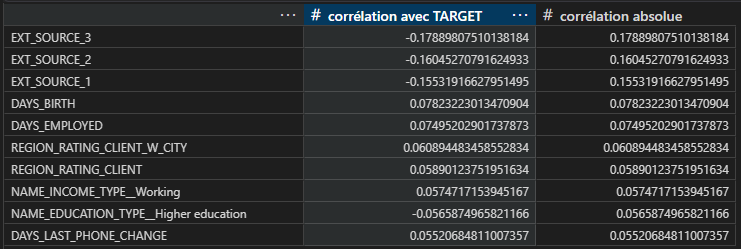 ··· # corrélation avec TARGET ··· # corrélation absolue
EXT_SOURCE_3 -0.17889807510138184 0.17889807510138184
EXT_SOURCE_2 -0.16045270791624933 0.16045270791624933
EXT_SOURCE_1 -0.15531916627951495 0.15531916627951495
DAYS_BIRTH 0.07823223013470904 0.07823223013470904
DAYS_EMPLOYED 0.07495202901737873 0.07495202901737873
REGION_RATING_CLIENT_W_CITY 0.060894483458552834 0.060894483458552834
REGION_RATING_CLIENT 0.05890123751951634 0.05890123751951634
NAME_INCOME_TYPE__Working 0.0574717153945167 0.0574717153945167
NAME_EDUCATION_TYPE__Higher education -0.0565874965821166 0.0565874965821166
DAYS_LAST_PHONE_CHANGE 0.05520684811007357 0.05520684811007357